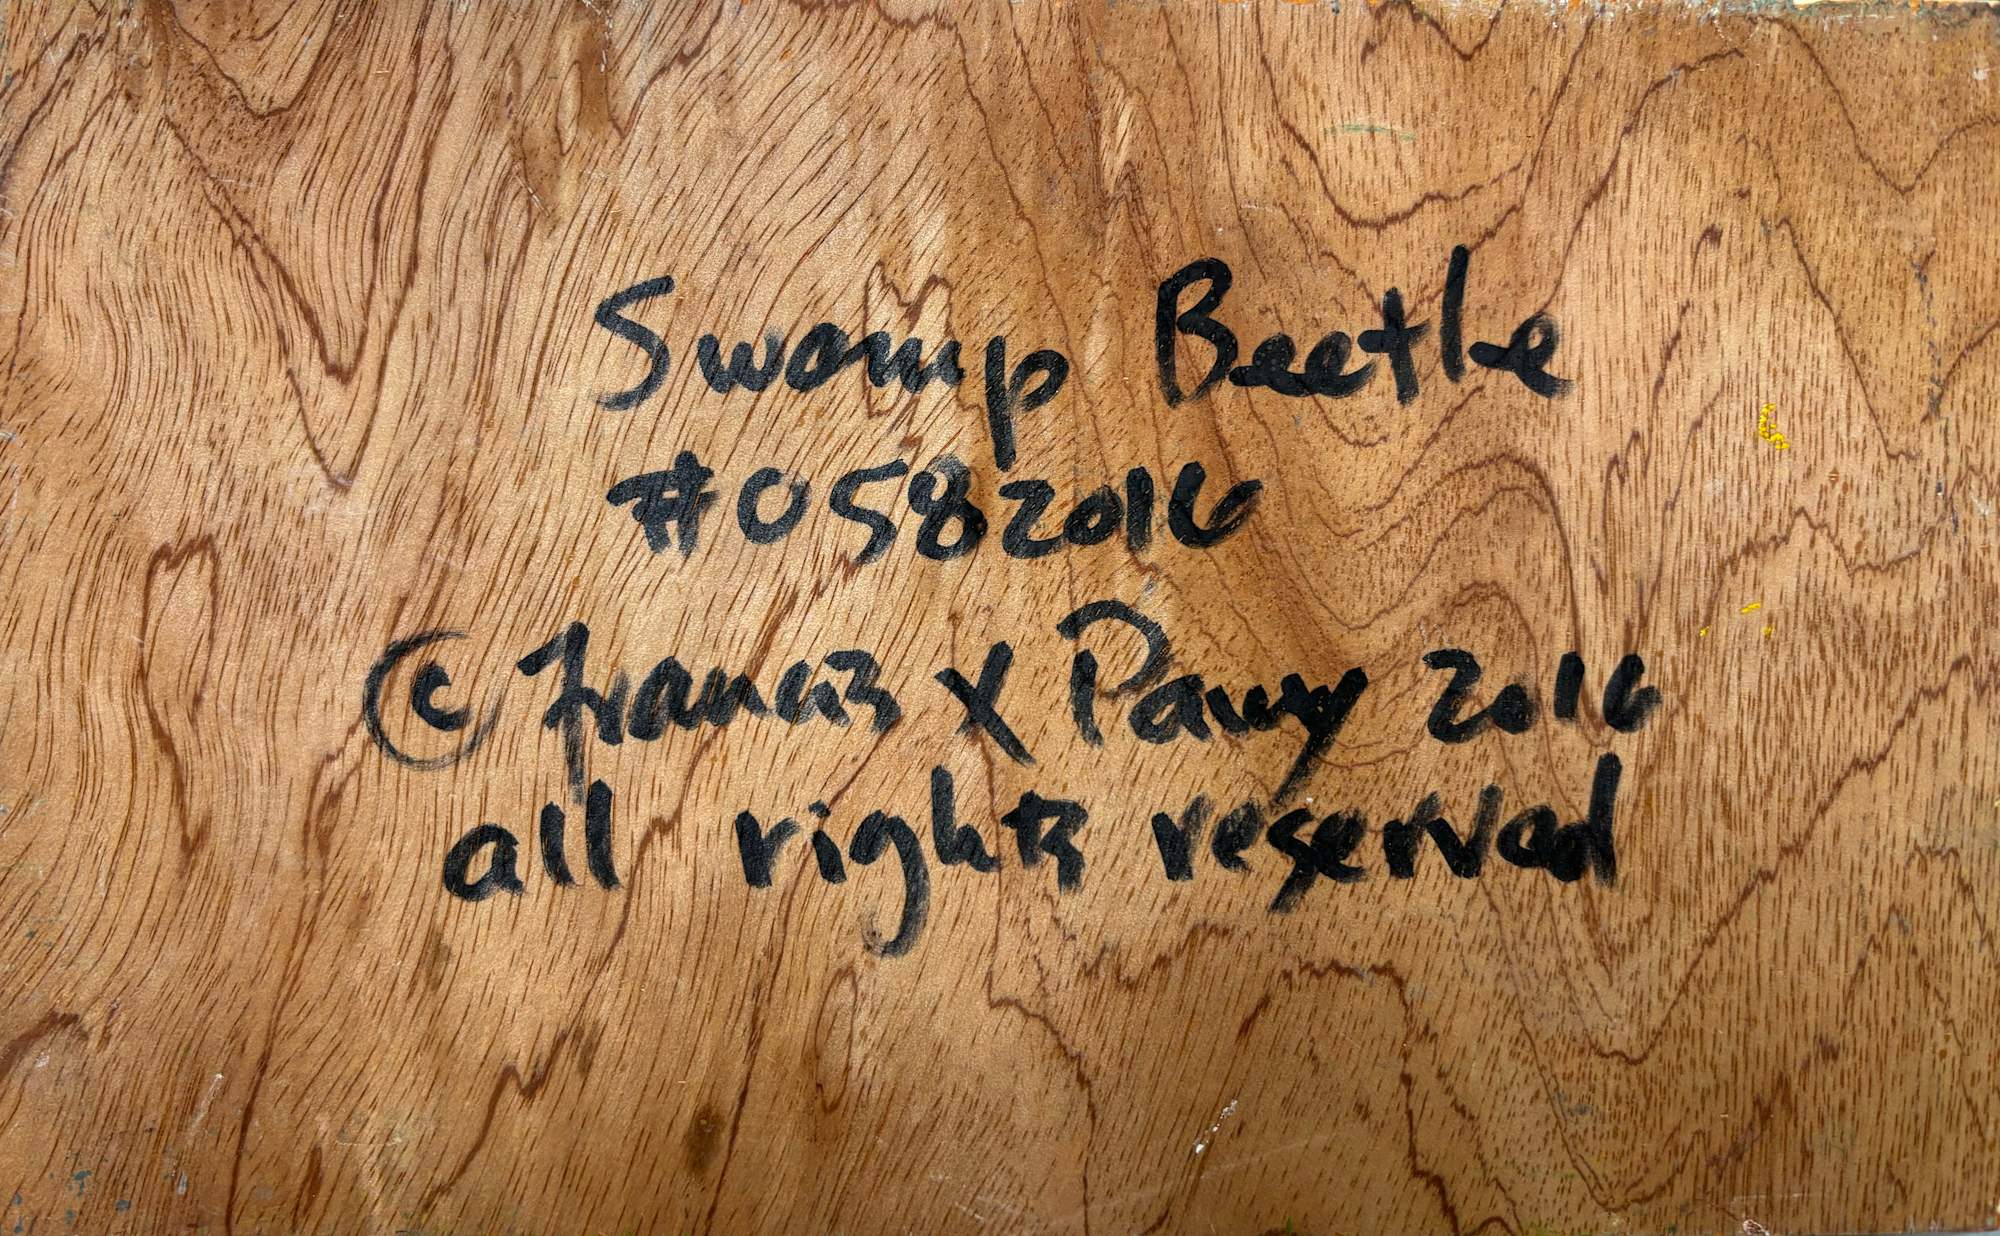 Swamp Beetle
#0582016
© Francis X Pavy 2016
all rights reserved